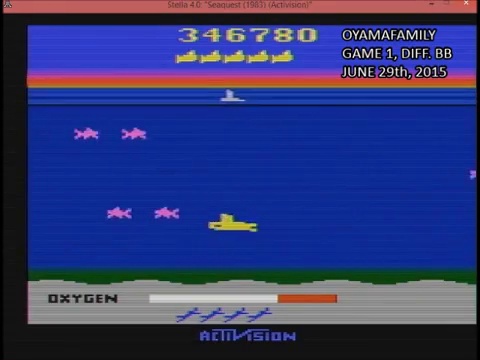 Stella 4.0: "Seaquest (1983) (Activision)"
346780
OYAMAFAMILY
GAME 1, DIFF. BB
JUNE 29th, 2015
OXYGEN
ACTIVISION